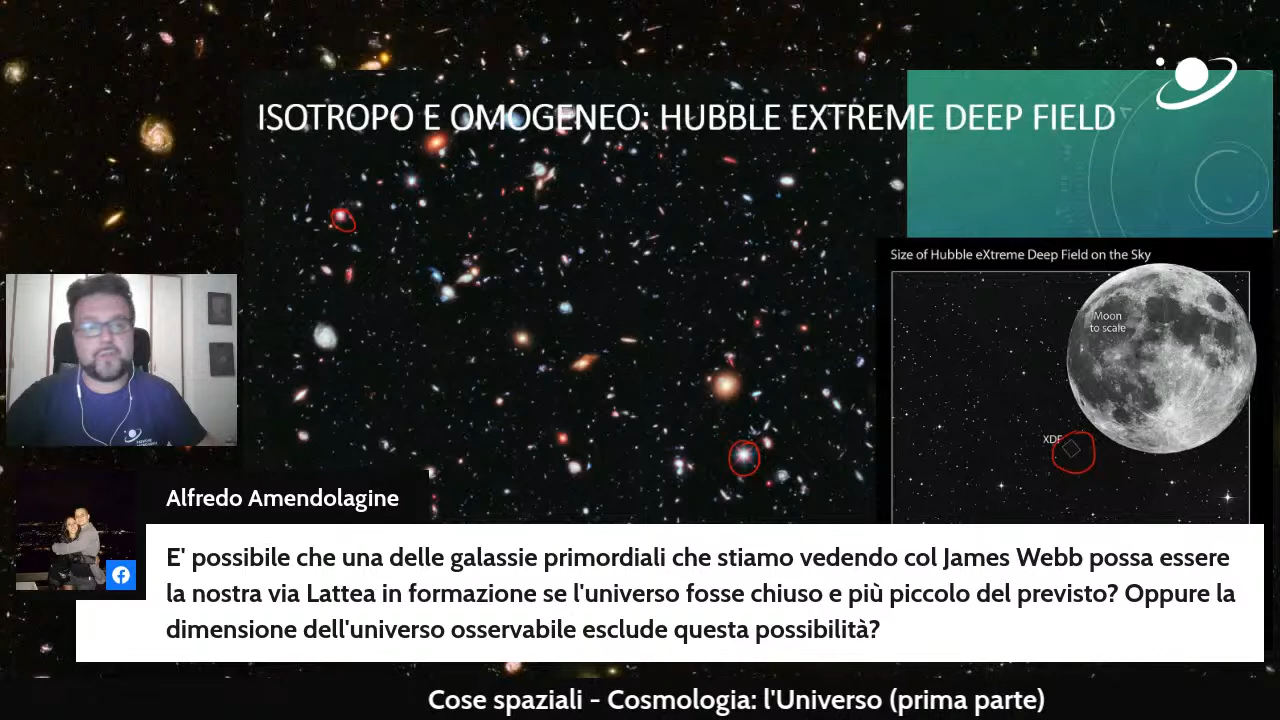 ISOTROPO E OMOGENEO: HUBBLE EXTREME DEEP FIELD
Size of Hubble eXtreme Deep Field on the Sky
Moon
to scale
XDF
Alfredo Amendolagine
E' possibile che una delle galassie primordiali che stiamo vedendo col James Webb possa essere
la nostra via Lattea in formazione se l'universo fosse chiuso e più piccolo del previsto? Oppure la
dimensione dell'universo osservabile esclude questa possibilità?
Cose spaziali - Cosmologia: l'Universo (prima parte)